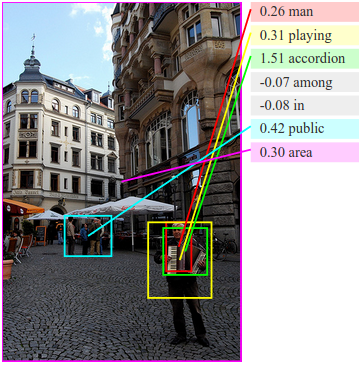 0.26 man
0.31 playing
1.51 accordion
-0.07 among
-0.08 in
0.42 public
0.30 area